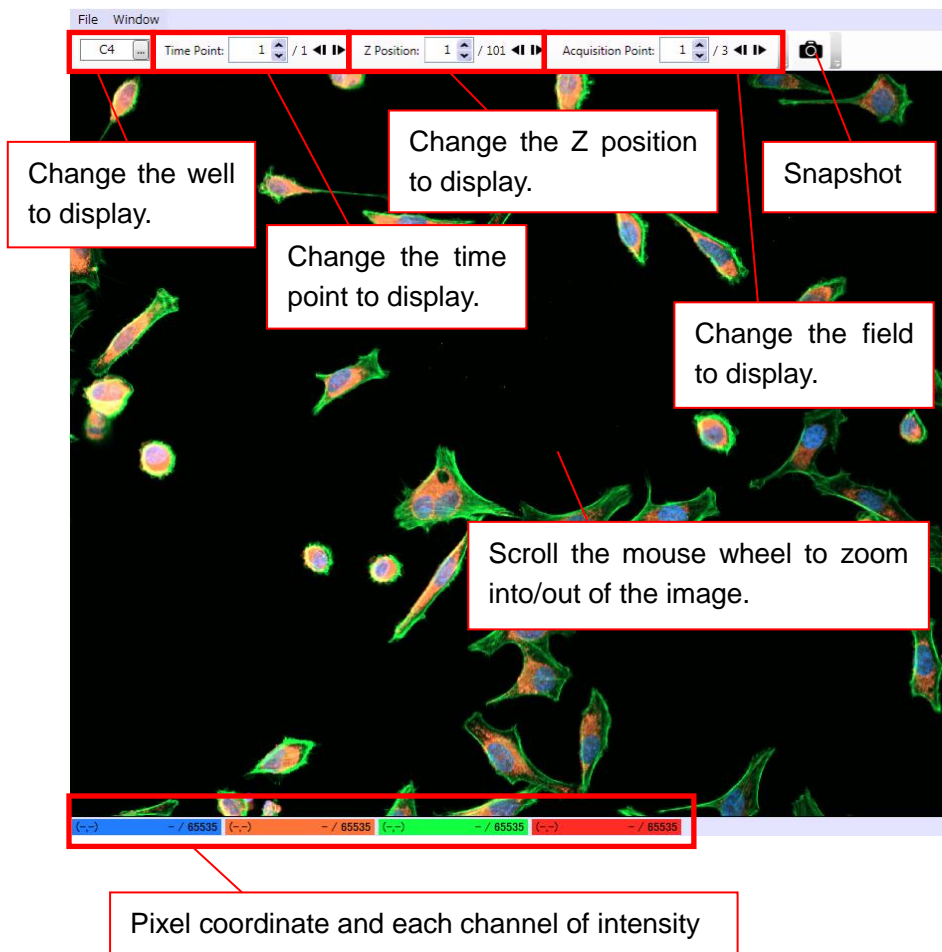 File Window
C4 ... Time Point: 1 / 1 Z Position: 1 / 101 Acquisition Point: 1 / 3
Change the well
to display.
Change the Z position
to display.
Snapshot
Change the time
point to display.
Change the field
to display.
Scroll the mouse wheel to zoom
into/out of the image.
(-,-) - / 65535 (-,-) - / 65535 (-,-) - / 65535 (-,-) - / 65535
Pixel coordinate and each channel of intensity